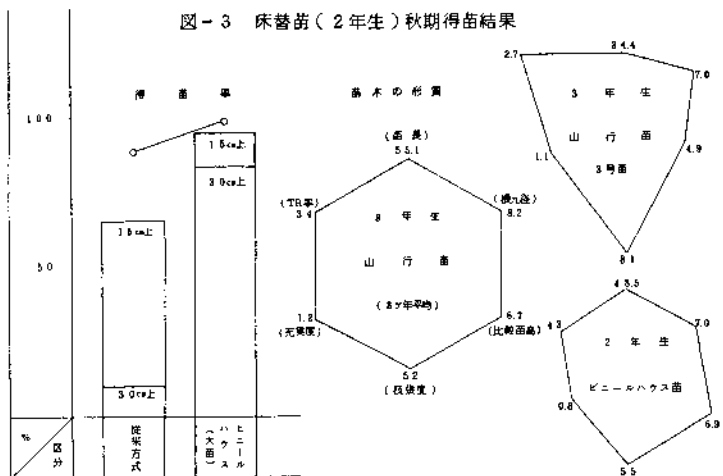 図-3 床替苗(2年生)秋期得苗結果
得苗率
100
50
15cm上
30cm上
15cm上
30cm上
%
区分
従来方式
ビニールハウス
(大苗)
苗木の形質
(苗長)
55.1
(TR率)
3.4
(根元径)
8.2
3年生
山行苗
(3ヶ年平均)
1.2
(充実度)
6.7
(比較苗高)
5.2
(枝張度)
2.7
34.4
7.0
3年生
山行苗
3号苗
1.1
4.9
81
43.5
4.3
7.0
2年生
ビニールハウス苗
0.8
6.9
55